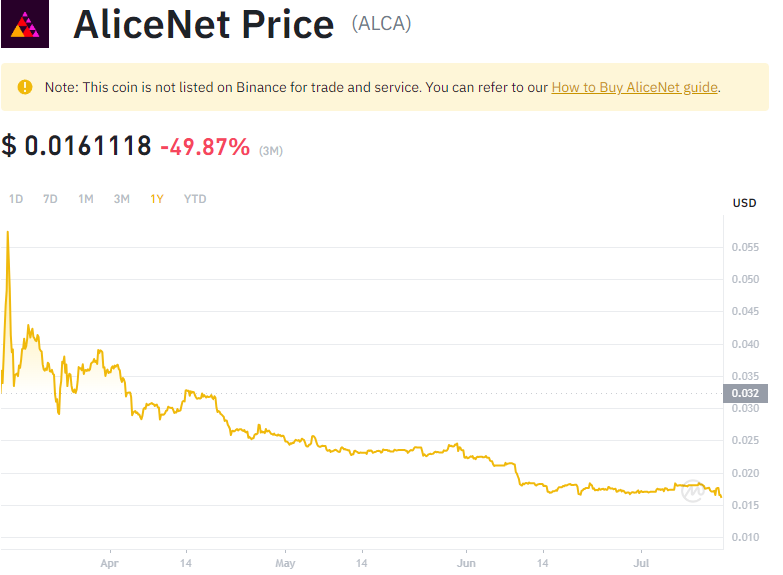 AliceNet Price (ALCA)
Note: This coin is not listed on Binance for trade and service. You can refer to our How to Buy AliceNet guide.
$ 0.0161118 -49.87% (3M)
1D 7D 1M 3M 1Y YTD
USD
0.055
0.050
0.045
0.040
0.035
0.032
0.030
0.025
0.020
0.015
0.010
Apr 14 May 14 Jun 14 Jul